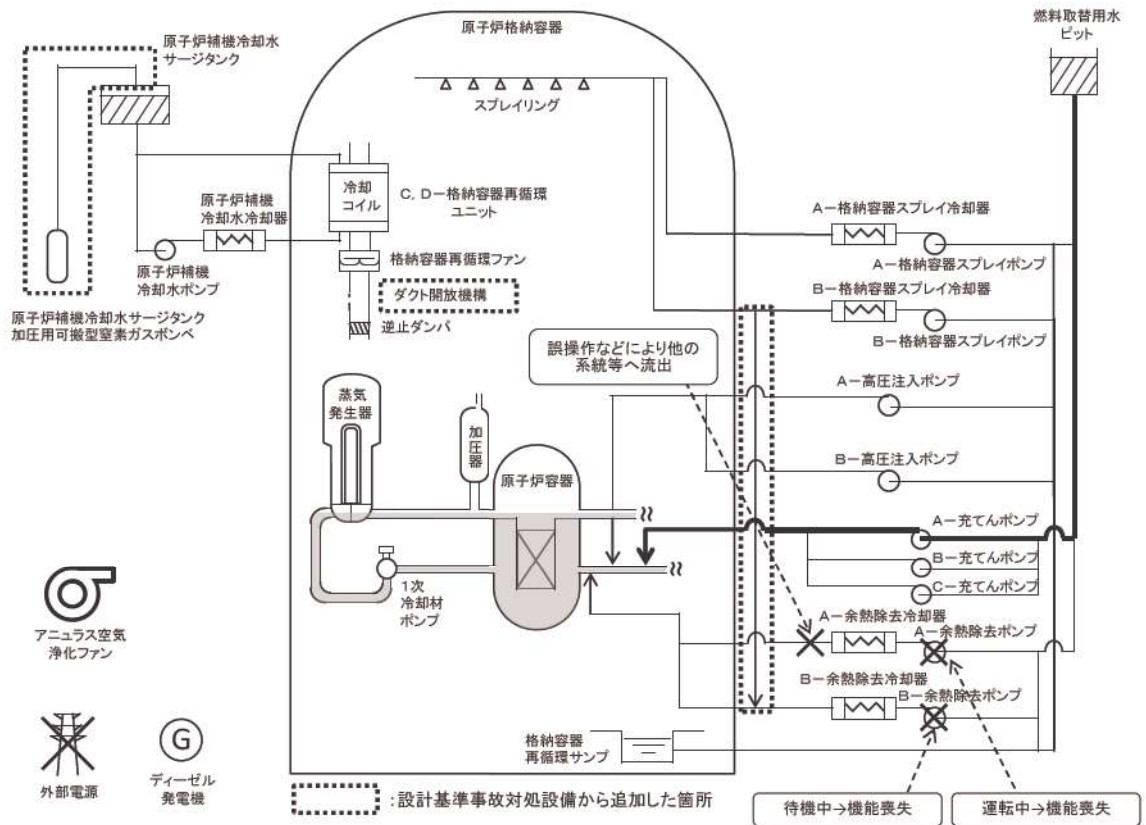 原子炉格納容器
燃料取替用水
ピット
原子炉補機冷却水
サージタンク
スプレイリング
冷却
コイル
C,D－格納容器再循環
ユニット
原子炉補機
冷却水冷却器
A－格納容器スプレイ冷却器
格納容器再循環ファン
原子炉補機
冷却水ポンプ
A－格納容器スプレイポンプ
ダクト開放機構
B－格納容器スプレイ冷却器
原子炉補機冷却水サージタンク
加圧用可搬型窒素ガスボンベ
逆止ダンパ
B－格納容器スプレイポンプ
誤操作などにより他の
系統等へ流出
A－高圧注入ポンプ
蒸気
発生器
加
圧
器
B－高圧注入ポンプ
原子炉容器
A－充てんポンプ
B－充てんポンプ
C－充てんポンプ
1次
冷却材
ポンプ
A－余熱除去冷却器
A－余熱除去ポンプ
アニュラス空気
浄化ファン
B－余熱除去冷却器
B－余熱除去ポンプ
格納容器
再循環サンプ
G
外部電源
ディーゼル
発電機
：設計基準事故対処設備から追加した箇所
待機中→機能喪失
運転中→機能喪失